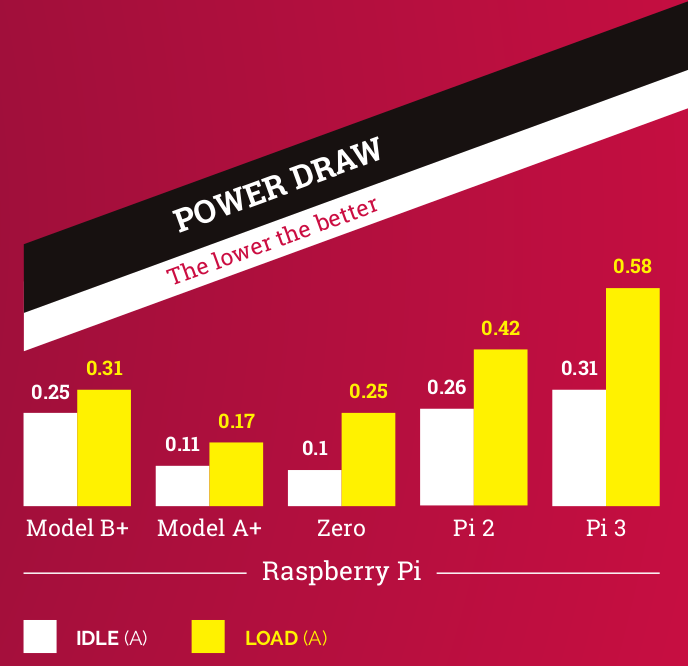 POWER DRAW
The lower the better
0.25 0.31 0.11 0.17 0.1 0.25 0.26 0.42 0.31 0.58
Model B+ Model A+ Zero Pi 2 Pi 3
Raspberry Pi
IDLE (A) LOAD (A)